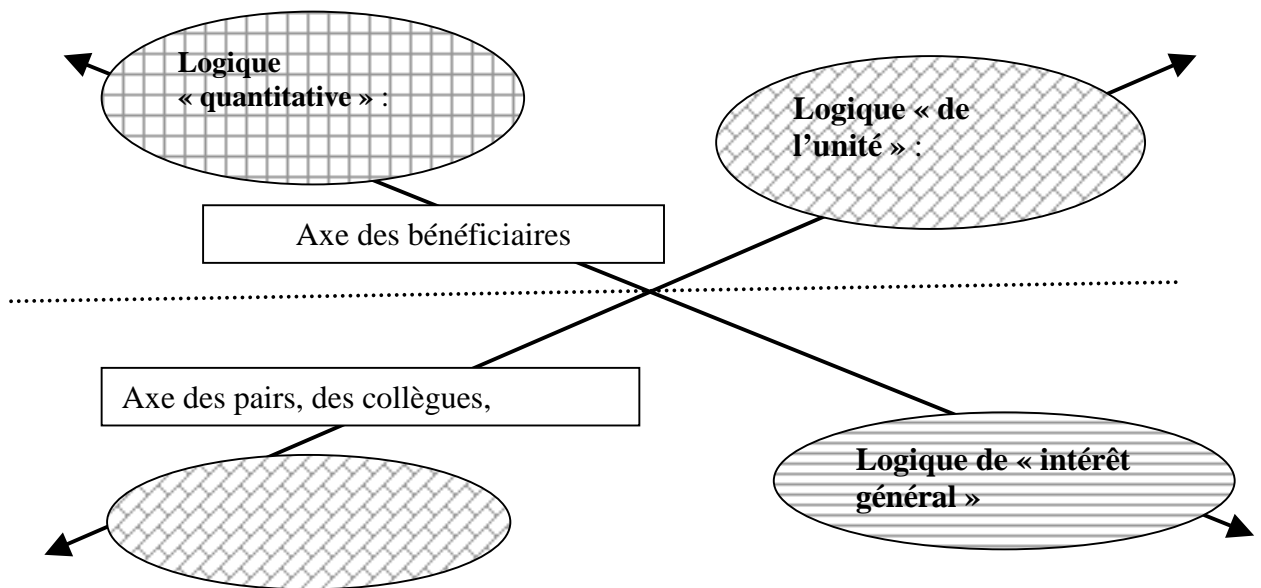 Logique
« quantitative » :
Logique « de
l’unité » :
Axe des bénéficiaires
Axe des pairs, des collègues,
Logique de « intérêt
général »